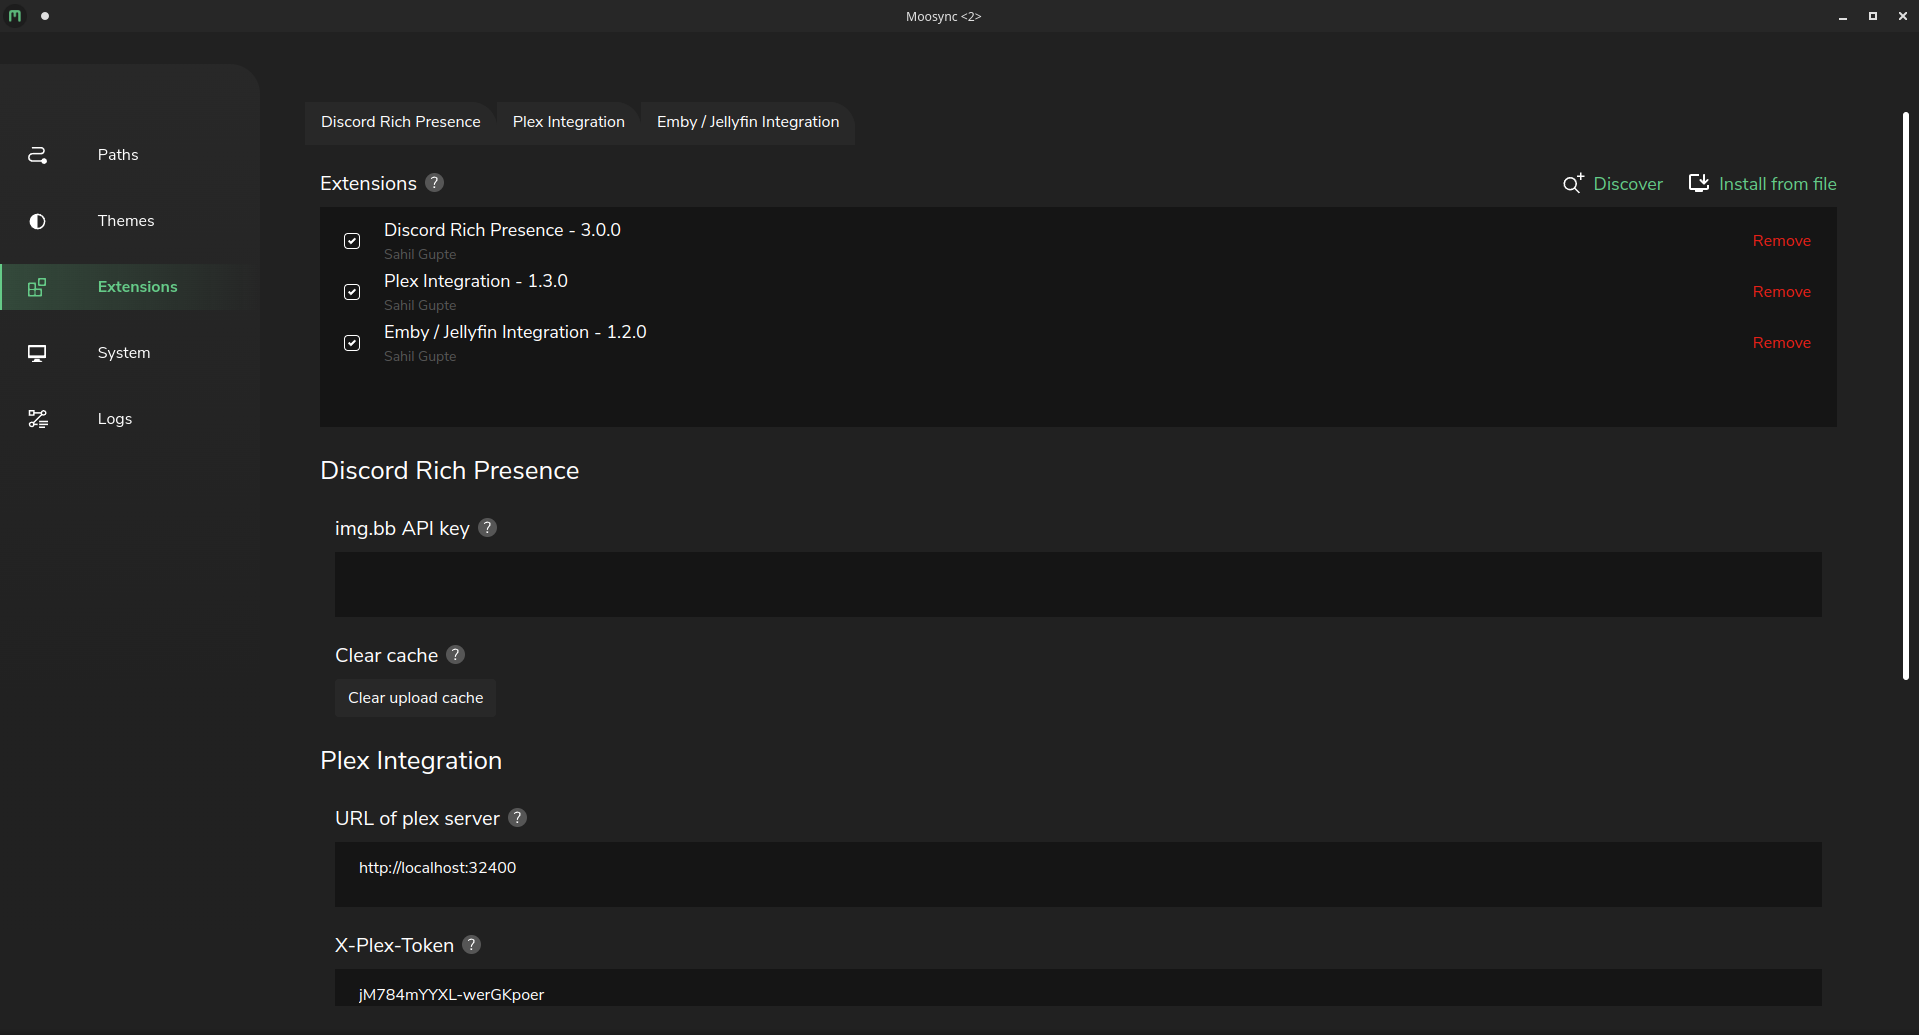 Moosync <2>
Paths
Themes
Extensions
System
Logs
Discord Rich Presence
Plex Integration
Emby / Jellyfin Integration
Extensions ?
Discover
Install from file
Discord Rich Presence - 3.0.0
Sahil Gupte
Remove
Plex Integration - 1.3.0
Sahil Gupte
Remove
Emby / Jellyfin Integration - 1.2.0
Sahil Gupte
Remove
Discord Rich Presence
img.bb API key ?
Clear cache ?
Clear upload cache
Plex Integration
URL of plex server ?
http://localhost:32400
X-Plex-Token ?
jM784mYYXL-werGKpoer